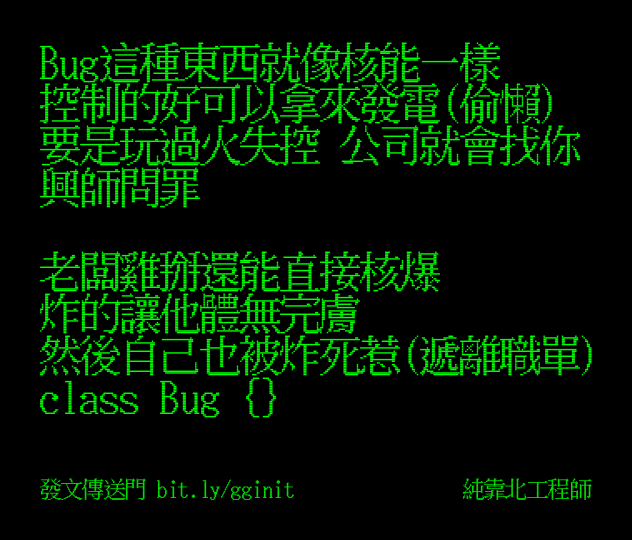 Bug這種東西就像核能一樣
控制的好可以拿來發電(偷懶)
要是玩過火失控 公司就會找你
興師問罪
老闆雞掰還能直接核爆
炸的讓他體無完膚
然後自己也被炸死惹(遞離職單)
class Bug {}
發文傳送門 bit.ly/gginit
純靠北工程師